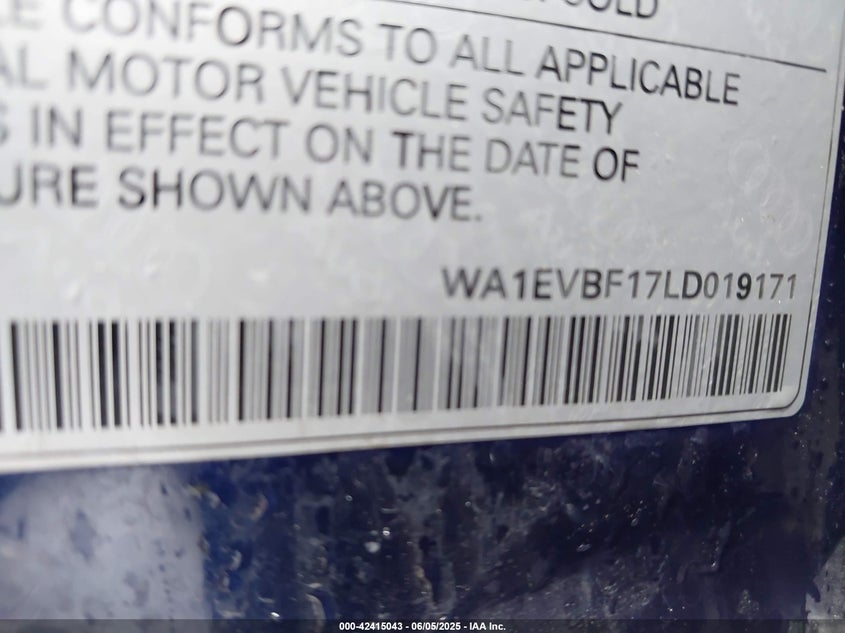 COLD
CONFORMS TO ALL APPLICABLE
AL MOTOR VEHICLE SAFETY
S IN EFFECT ON THE DATE OF
URE SHOWN ABOVE.
WA1EVBF17LD019171
000-42415043 - 06/05/2025 - IAA Inc.